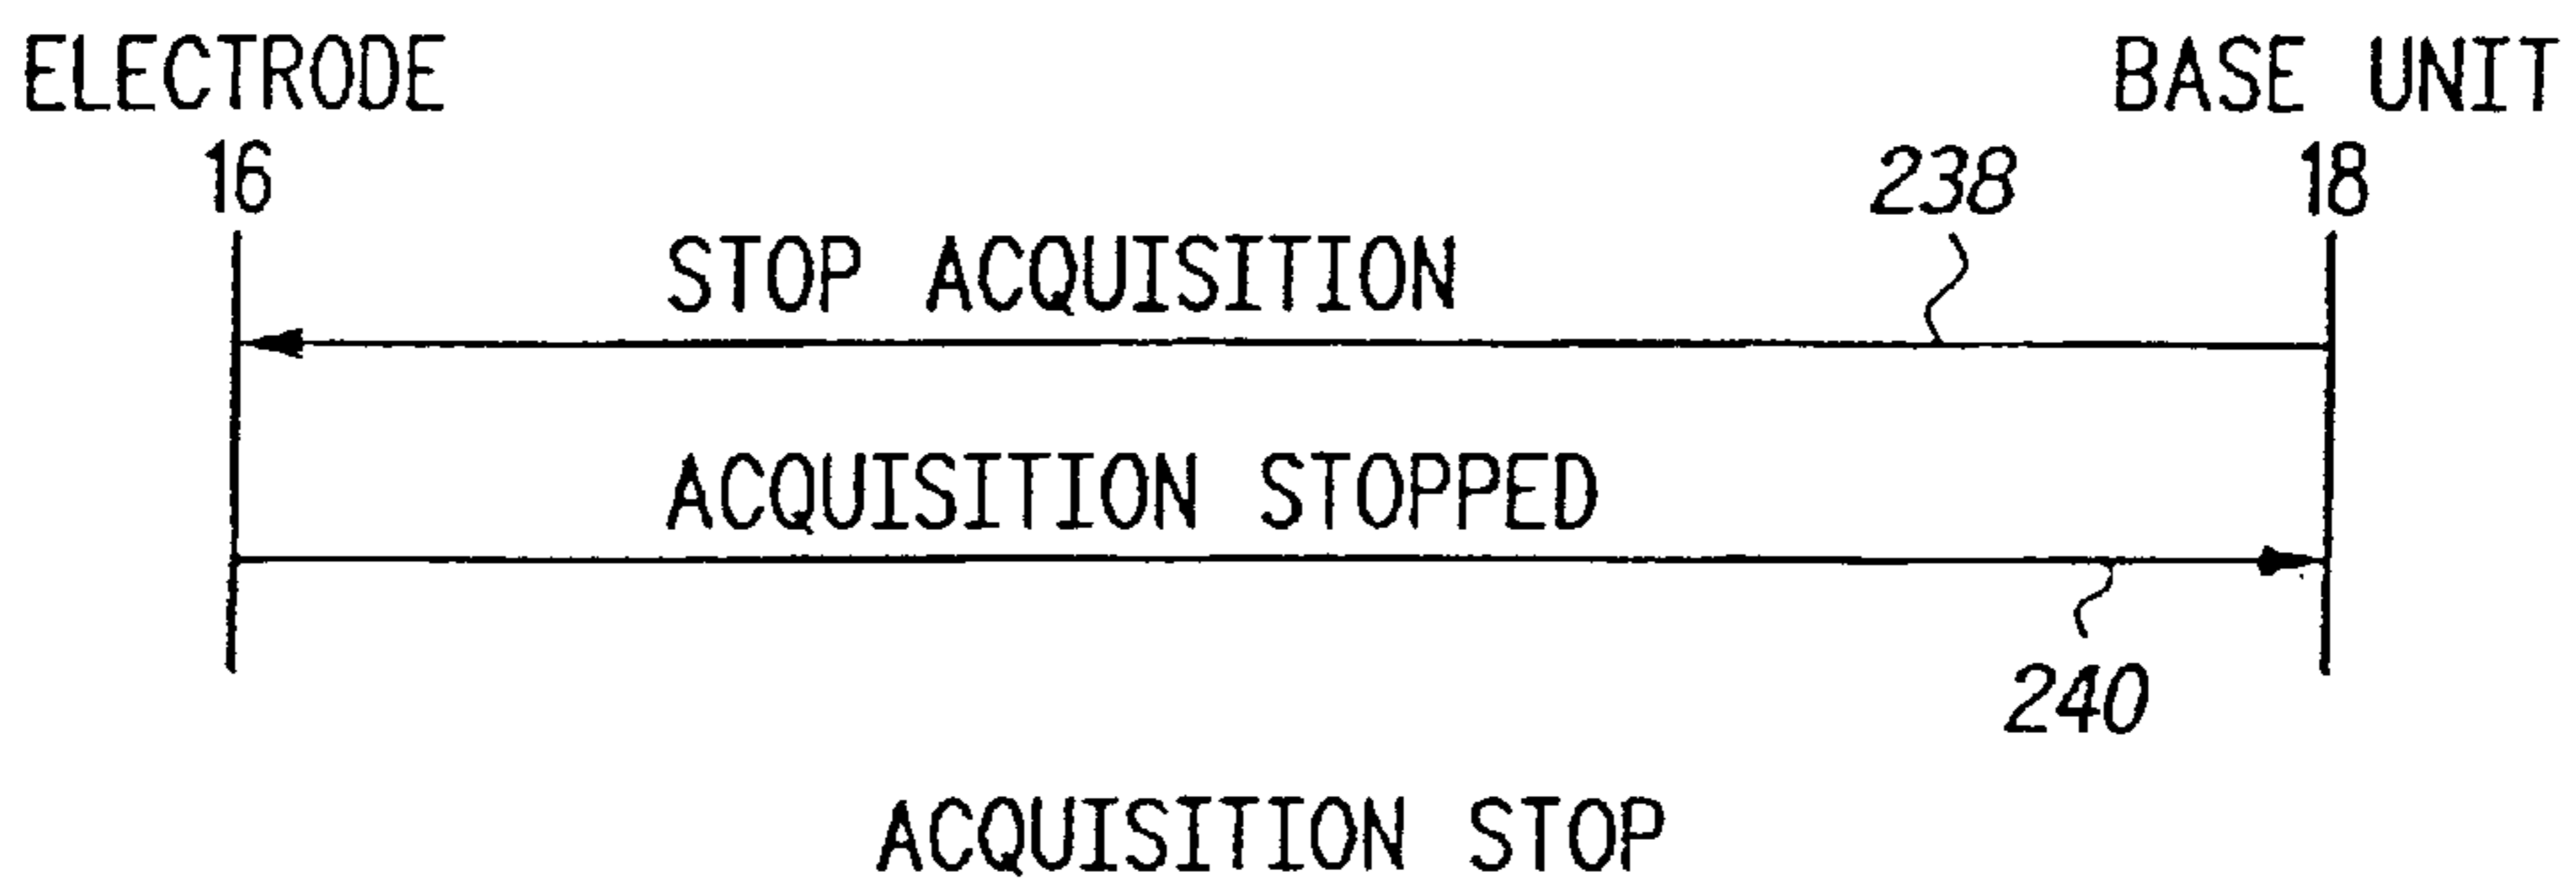 ELECTRODE
16
BASE UNIT
18
238
STOP ACQUISITION
ACQUISITION STOPPED
240
ACQUISITION STOP